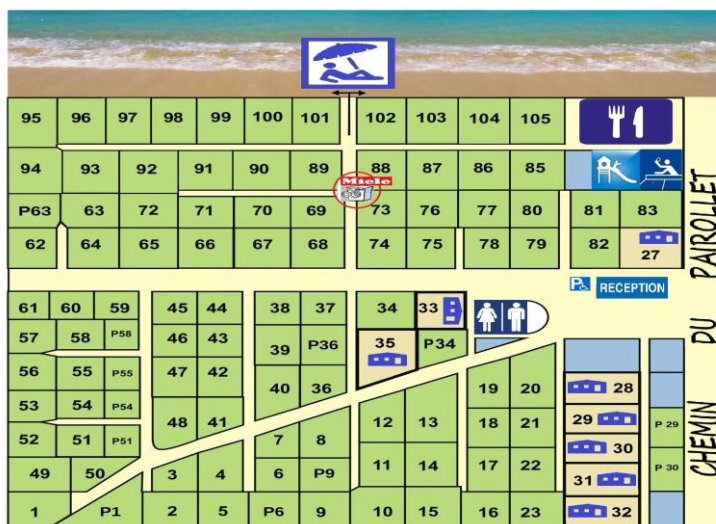 95 96 97 98 99 100 101 102 103 104 105
94 93 92 91 90 89 88 87 86 85
Miele
P63 63 72 71 70 69 73 76 77 80 81 83
62 64 65 66 67 68 74 75 78 79 82 27
RECEPTION
P
61 60 59 45 44 38 37 34 33
57 58 P58 46 43 39 P36 35 P34
56 55 P55 47 42 40 36 19 20 28
53 54 P54 48 41 12 13 18 21 29 P 29
52 51 P51 7 8 30
49 50 3 4 6 P9 11 14 17 22 31 P 30
1 P1 2 5 P6 9 10 15 16 23 32
CHEMIN DU PAIROLLET